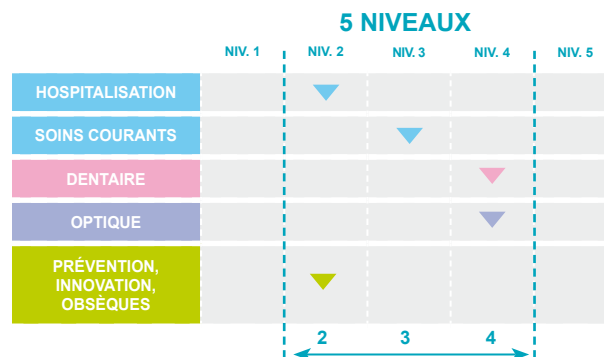 5 NIVEAUX
NIV. 1 NIV. 2 NIV. 3 NIV. 4 NIV. 5
HOSPITALISATION
SOINS COURANTS
DENTAIRE
OPTIQUE
PRÉVENTION,
INNOVATION,
OBSÈQUES
2 3 4